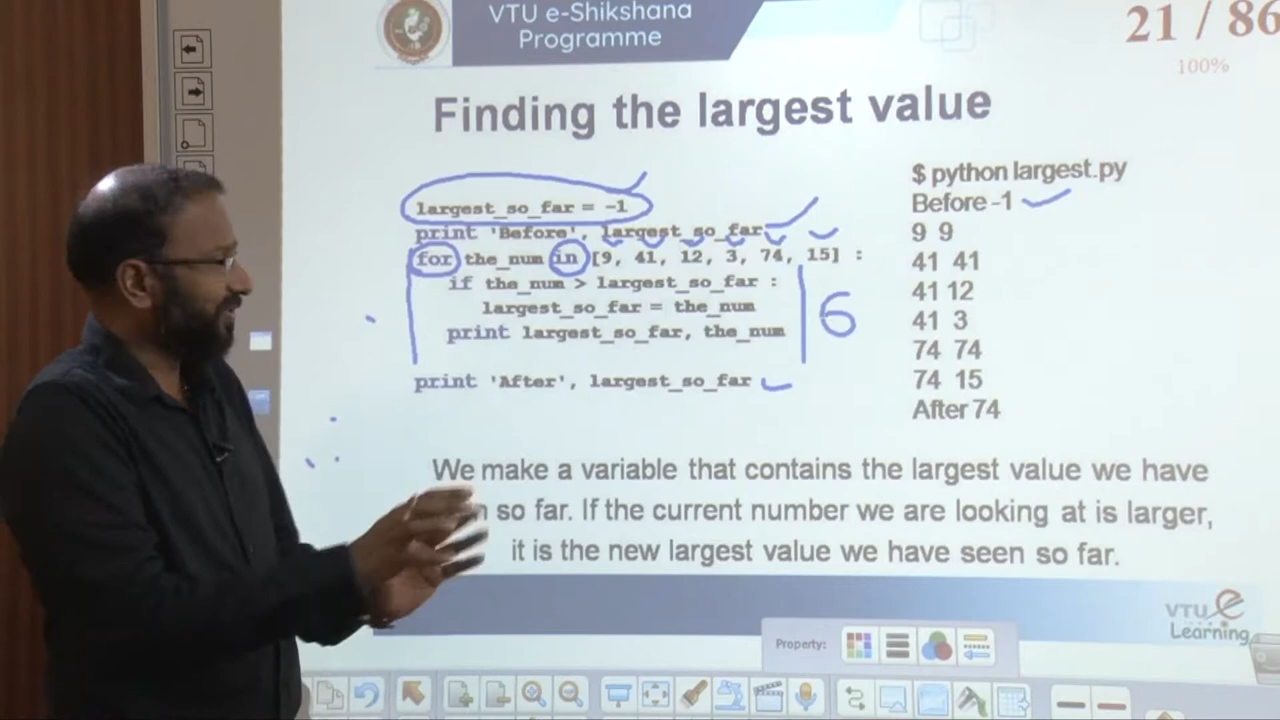 VTU e-Shikshana
Programme
21 / 86
100%
Finding the largest value
largest_so_far = -1
print 'Before', largest_so_far
for the_num in [9, 41, 12, 3, 74, 15] :
if the_num > largest_so_far :
largest_so_far = the_num
print largest_so_far, the_num
6
print 'After', largest_so_far
$ python largest.py
Before -1
9 9
41 41
41 12
41 3
74 74
74 15
After 74
We make a variable that contains the largest value we have
so far. If the current number we are looking at is larger,
it is the new largest value we have seen so far.
VTU e
Learning
Property: